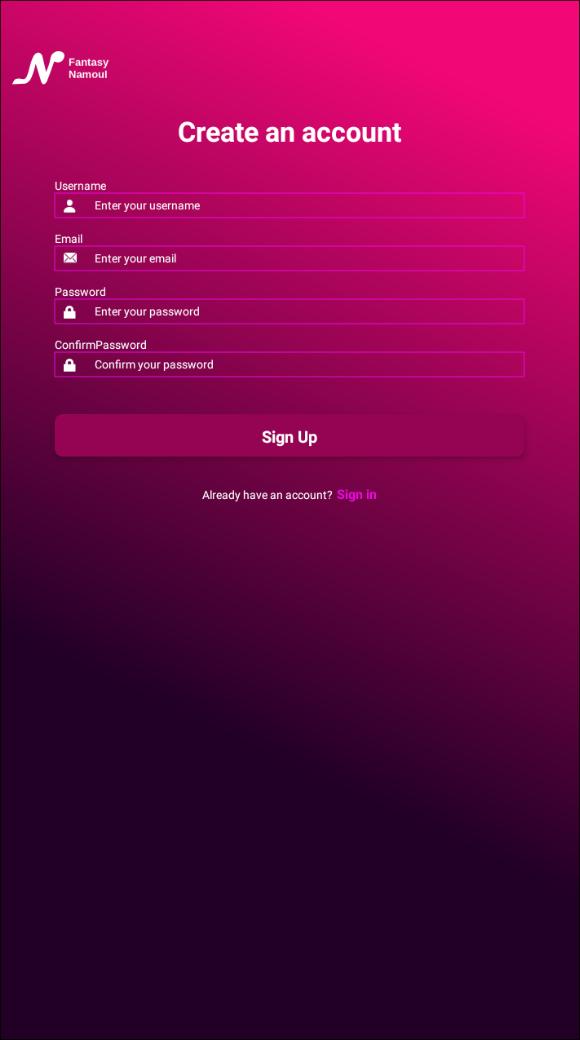 Fantasy
Namoul
Create an account
Username
Enter your username
Email
Enter your email
Password
Enter your password
ConfirmPassword
Confirm your password
Sign Up
Already have an account? Sign in